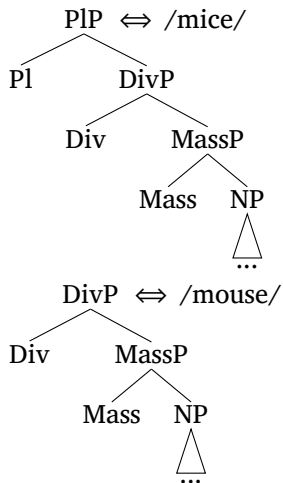 PlP ⇔ /mice/
Pl DivP
Div MassP
Mass NP
...
DivP ⇔ /mouse/
Div MassP
Mass NP
...